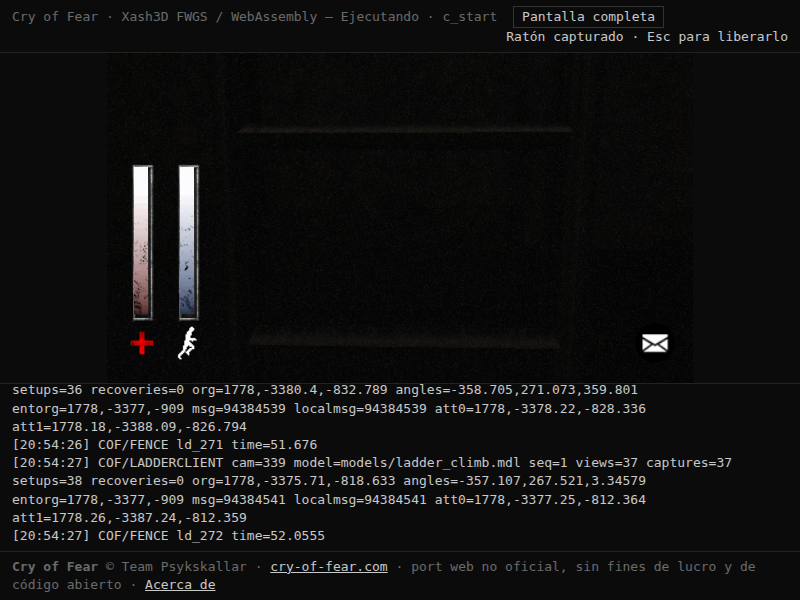 Cry of Fear · Xash3D FWGS / WebAssembly — Ejecutando · c_start
Pantalla completa
Ratón capturado · Esc para liberarlo
setups=36 recoveries=0 org=1778,-3380.4,-832.789 angles=-358.705,271.073,359.801
entorg=1778,-3377,-909 msg=94384539 localmsg=94384539 att0=1778,-3378.22,-828.336
att1=1778.18,-3388.09,-826.794
[20:54:26] COF/FENCE ld_271 time=51.676
[20:54:27] COF/LADDERCLIENT cam=339 model=models/ladder_climb.mdl seq=1 views=37 captures=37
setups=38 recoveries=0 org=1778,-3375.71,-818.633 angles=-357.107,267.521,3.34579
entorg=1778,-3377,-909 msg=94384541 localmsg=94384541 att0=1778,-3377.25,-812.364
att1=1778.26,-3387.24,-812.359
[20:54:27] COF/FENCE ld_272 time=52.0555
Cry of Fear © Team Psykskallar · cry-of-fear.com · port web no oficial, sin fines de lucro y de
código abierto · Acerca de